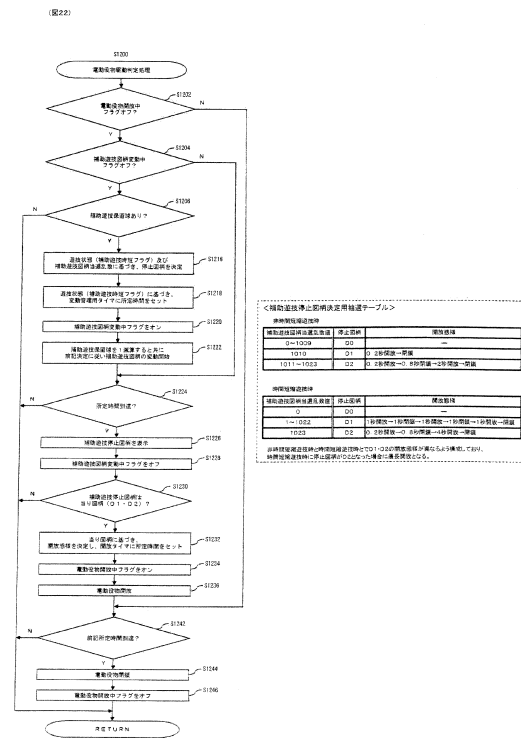 (図22)
S1200
電動役物駆動判定処理
S1202
電動役物開放中
フラグオフ?
N
Y
S1204
補助遊技図柄変動中
フラグオフ?
Y
S1206
N
補助遊技保留球あり?
Y
S1216
遊技状態(補助遊技時短フラグ)及び
補助遊技図柄当選乱数に基づき、停止図柄を決定
S1218
遊技状態(補助遊技時短フラグ)に基づき、
変動管理用タイマに所定時間をセット
S1220
補助遊技図柄変動中フラグをオン
S1222
補助遊技保留球を1減算すると共に
前記決定に従い補助遊技図柄の変動開始
S1224
N
所定時間到達?
Y
S1226
補助遊技停止図柄を表示
S1228
補助遊技図柄変動中フラグをオフ
S1230
N
補助遊技停止図柄は
当り図柄(D1・D2)?
Y
S1232
当り図柄に基づき、
開放態様を決定し、開放タイマに所定時間をセット
S1234
電動役物開放中フラグをオン
S1236
電動役物開放
S1242
N
前記所定時間到達?
Y
S1244
電動役物閉鎖
S1246
電動役物開放中フラグをオフ
RETURN
<補助遊技停止図柄決定用抽選テーブル>
非時間短縮遊技時
補助遊技図柄当選乱数値 停止図柄 開放態様
0~1009 D0 —
1010 D1 0.2秒開放→閉鎖
1011~1023 D2 0.2秒開放→0.8秒閉鎖→2秒開放→閉鎖
時間短縮遊技時
補助遊技図柄当選乱数値 停止図柄 開放態様
0 D0 —
1~1022 D1 1秒開放→1秒閉鎖→1秒開放→1秒閉鎖→1秒開放→閉鎖
1023 D2 0.2秒開放→0.8秒閉鎖→4秒開放→閉鎖
非時間短縮遊技時と時間短縮遊技時とでD1・D2の開放態様が異なるよう構成しており、
時間短縮遊技時に停止図柄がD2となった場合に最長開放となる。